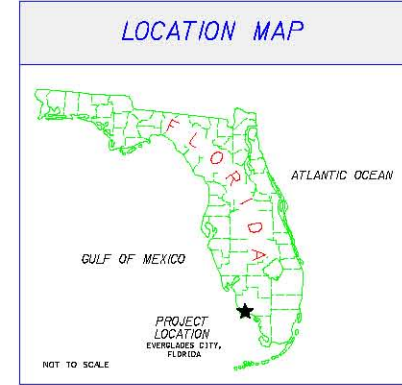 LOCATION MAP
FLORIDA
ATLANTIC OCEAN
GULF OF MEXICO
PROJECT
LOCATION
EVERGLADES CITY,
FLORIDA
NOT TO SCALE